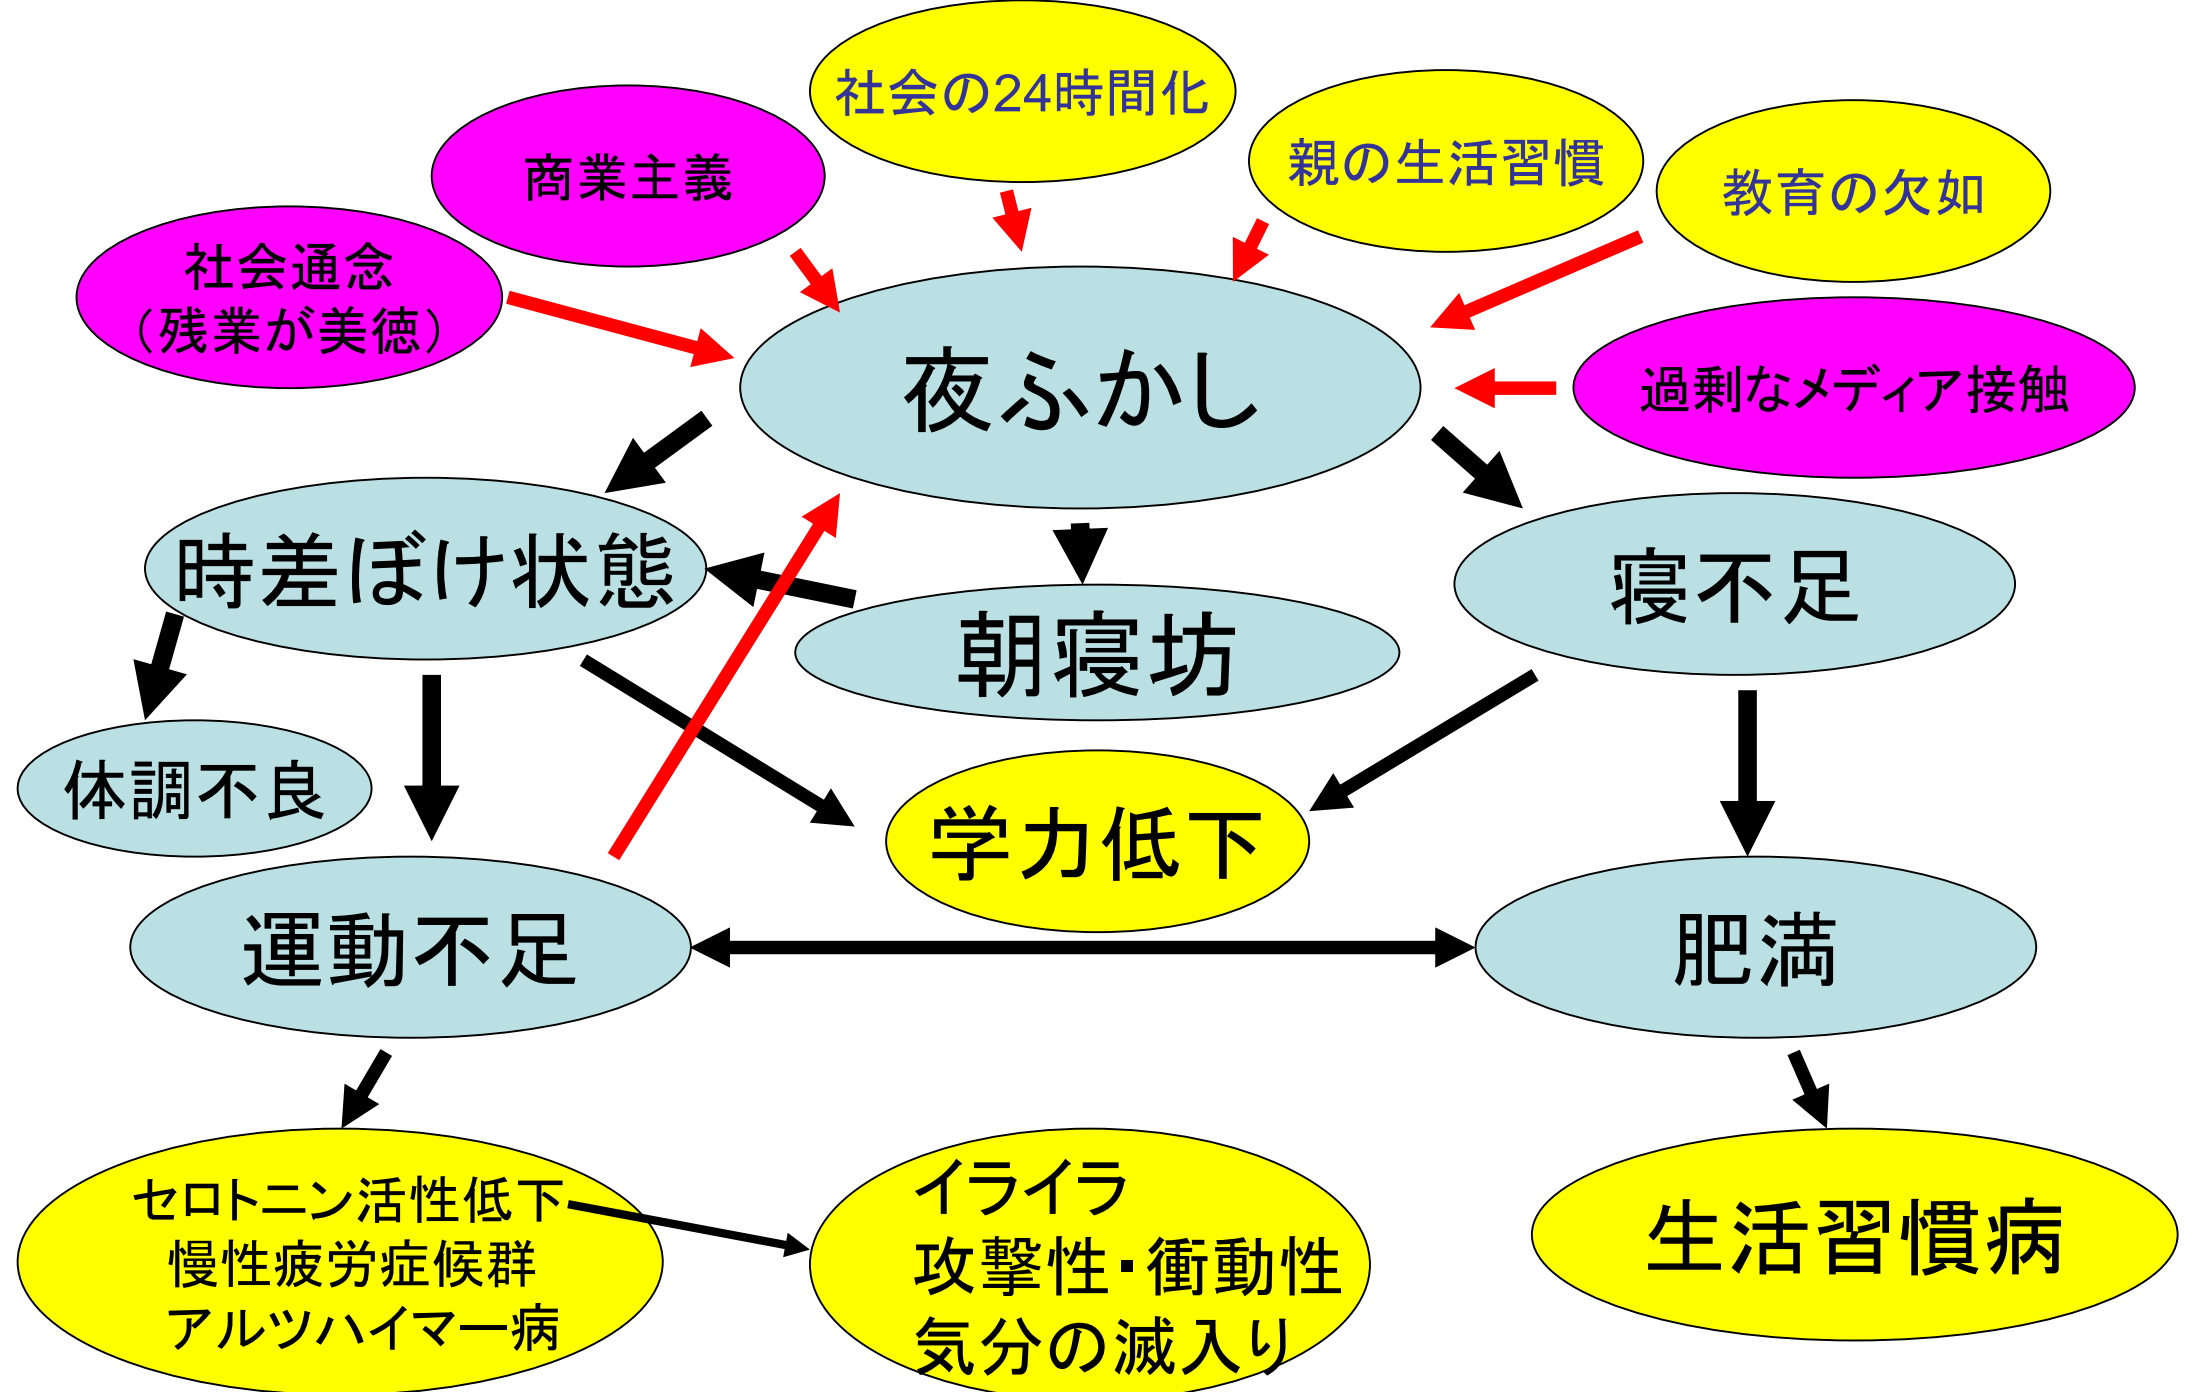 社会の24時間化
商業主義
親の生活習慣
教育の欠如
社会通念
（残業が美徳）
夜ふかし
過剰なメディア接触
時差ぼけ状態
寝不足
朝寝坊
体調不良
学力低下
運動不足
肥満
セロトニン活性低下
慢性疲労症候群
アルツハイマー病
イライラ
攻撃性・衝動性
気分の滅入り
生活習慣病